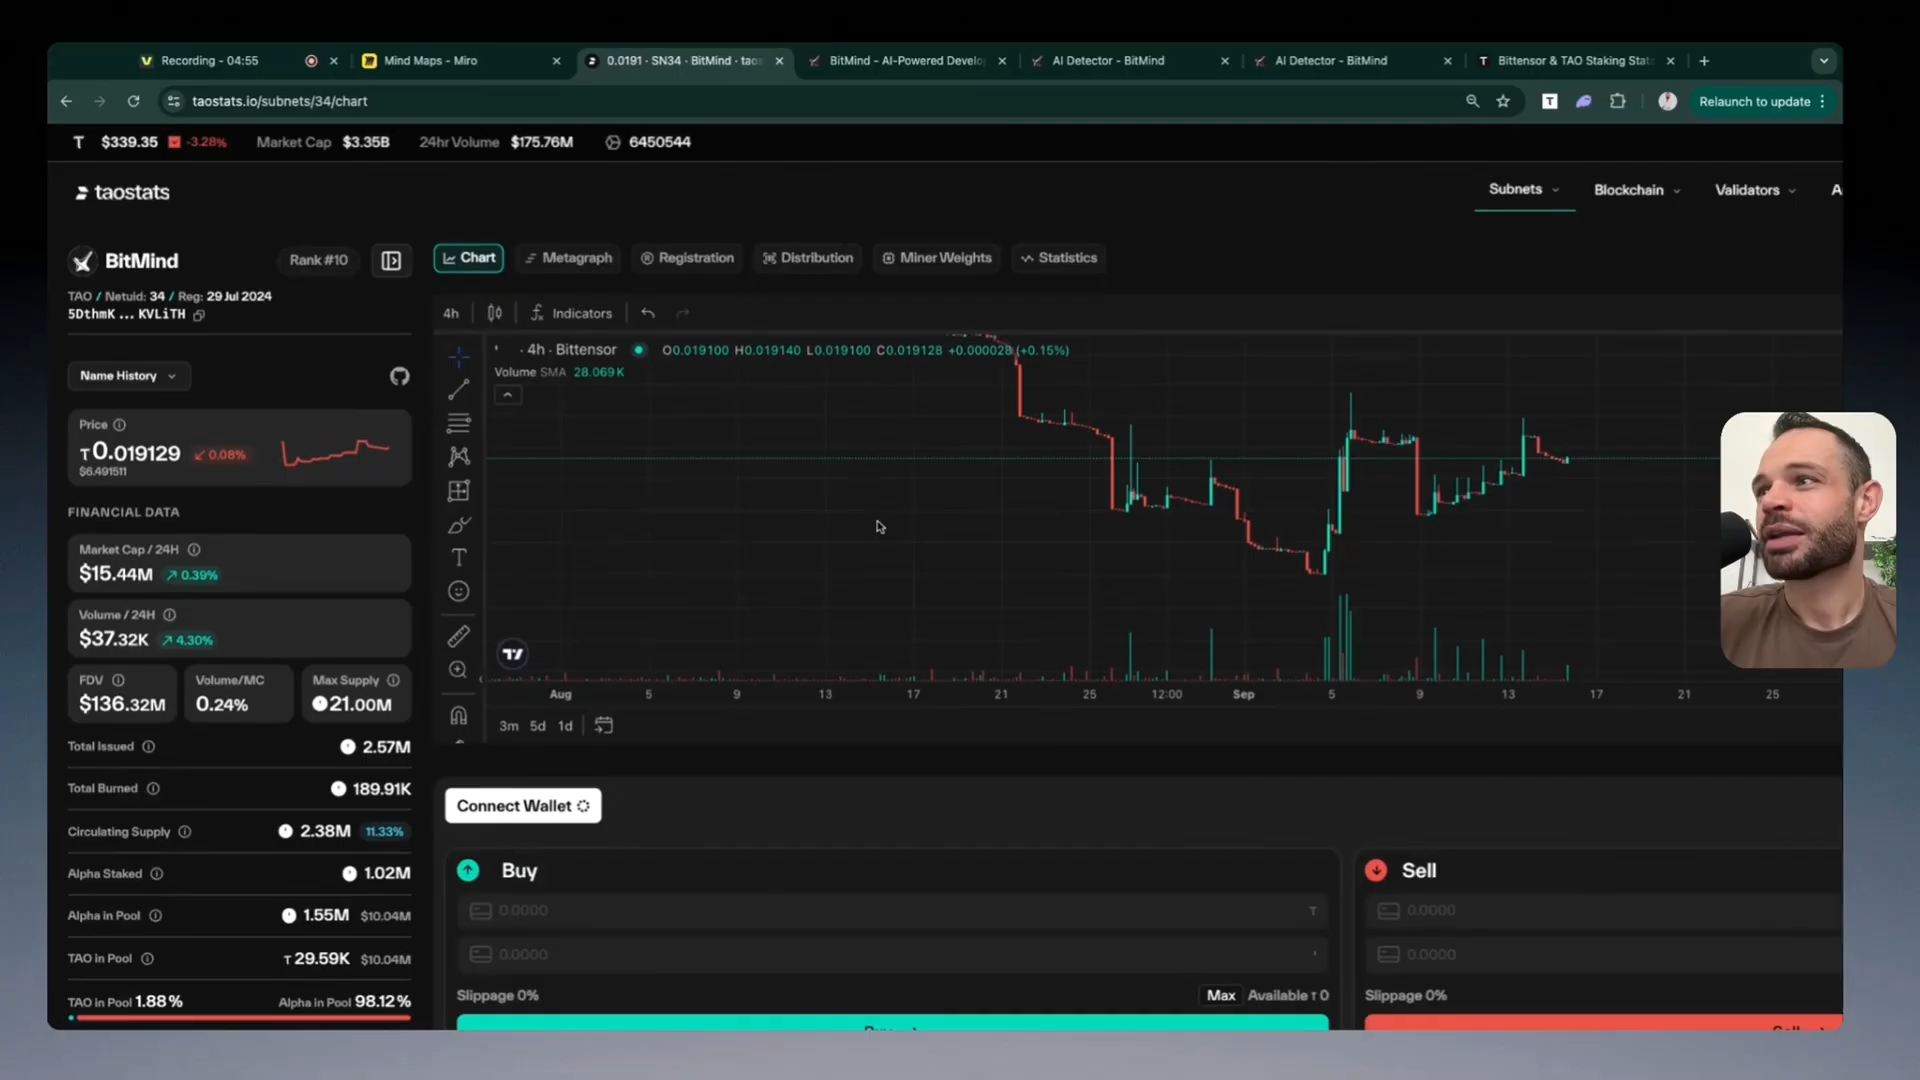 Recording - 04:55
Mind Maps - Miro
0.0191 · SN34 · BitMind · tao
BitMind - AI-Powered Develo
AI Detector - BitMind
AI Detector - BitMind
Bittensor & TAO Staking Stat
taostats.io/subnets/34/chart
Relaunch to update
T $339.35 -3.28% Market Cap $3.35B 24hr Volume $175.76M 6450544
taostats
Subnets Blockchain Validators A
BitMind Rank #10
TAO / Netuid: 34 / Reg: 29 Jul 2024
5DthmK ... KVLiTH
Name History
Price
τ0.019129 0.08%
$6.491511
FINANCIAL DATA
Market Cap / 24H
$15.44M 0.39%
Volume / 24H
$37.32K 4.30%
FDV Volume/MC Max Supply
$136.32M 0.24% 21.00M
Total Issued 2.57M
Total Burned 189.91K
Circulating Supply 2.38M 11.33%
Alpha Staked 1.02M
Alpha in Pool 1.55M $10.04M
TAO in Pool τ 29.59K $10.04M
TAO in Pool 1.88% Alpha in Pool 98.12%
Chart Metagraph Registration Distribution Miner Weights Statistics
4h Indicators
· 4h · Bittensor O0.019100 H0.019140 L0.019100 C0.019128 +0.000028 (+0.15%)
Volume SMA 28.069K
Aug 5 9 13 17 21 25 12:00 Sep 5 9 13 17 21 25
3m 5d 1d
Connect Wallet
Buy
0.0000 τ
0.0000
Slippage 0% Max Available τ 0
Sell
0.0000
0.0000
Slippage 0%